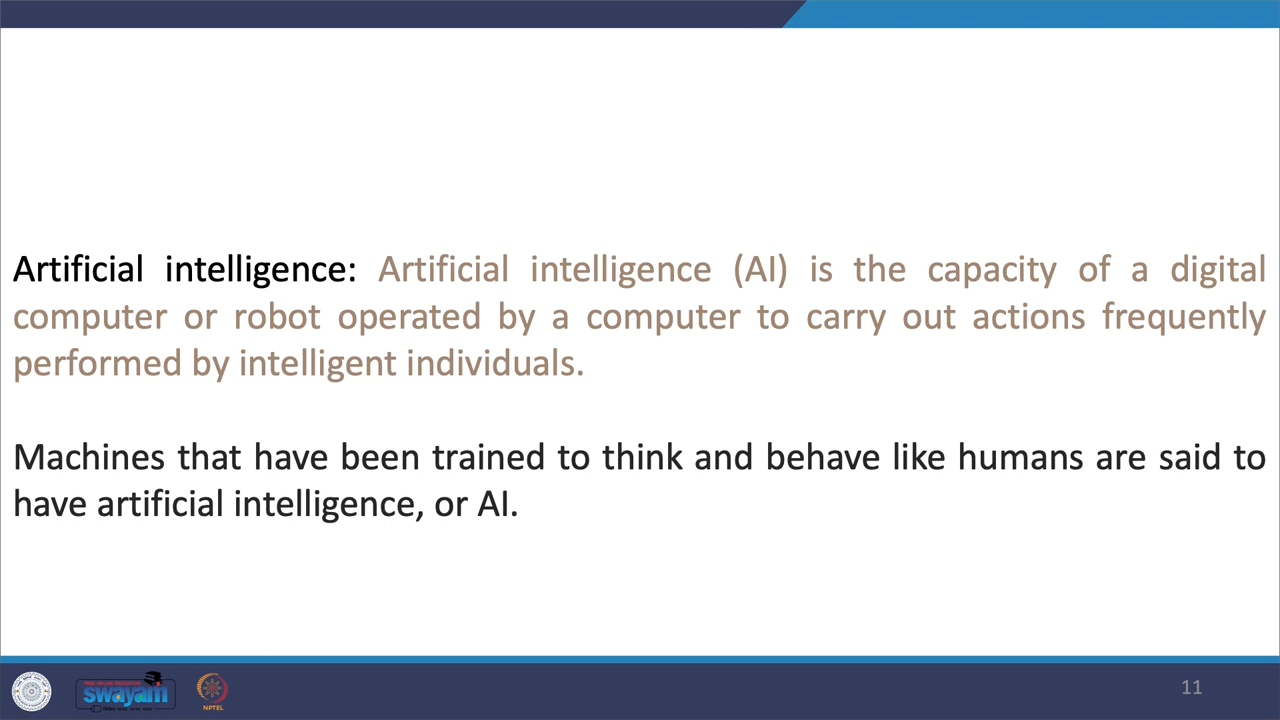 Artificial intelligence: Artificial intelligence (AI) is the capacity of a digital
computer or robot operated by a computer to carry out actions frequently
performed by intelligent individuals.
Machines that have been trained to think and behave like humans are said to
have artificial intelligence, or AI.
swayam
NPTEL
11